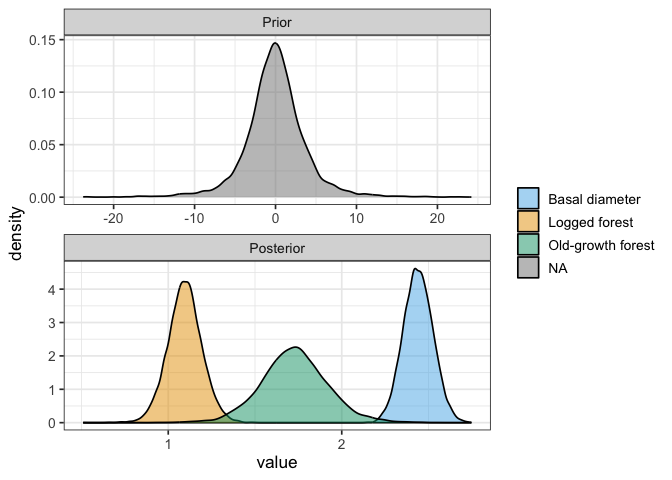 Prior
0.15
0.10
0.05
0.00
-20 -10 0 10 20
density
Posterior
4
3
2
1
0
1 2
value
Basal diameter
Logged forest
Old-growth forest
NA